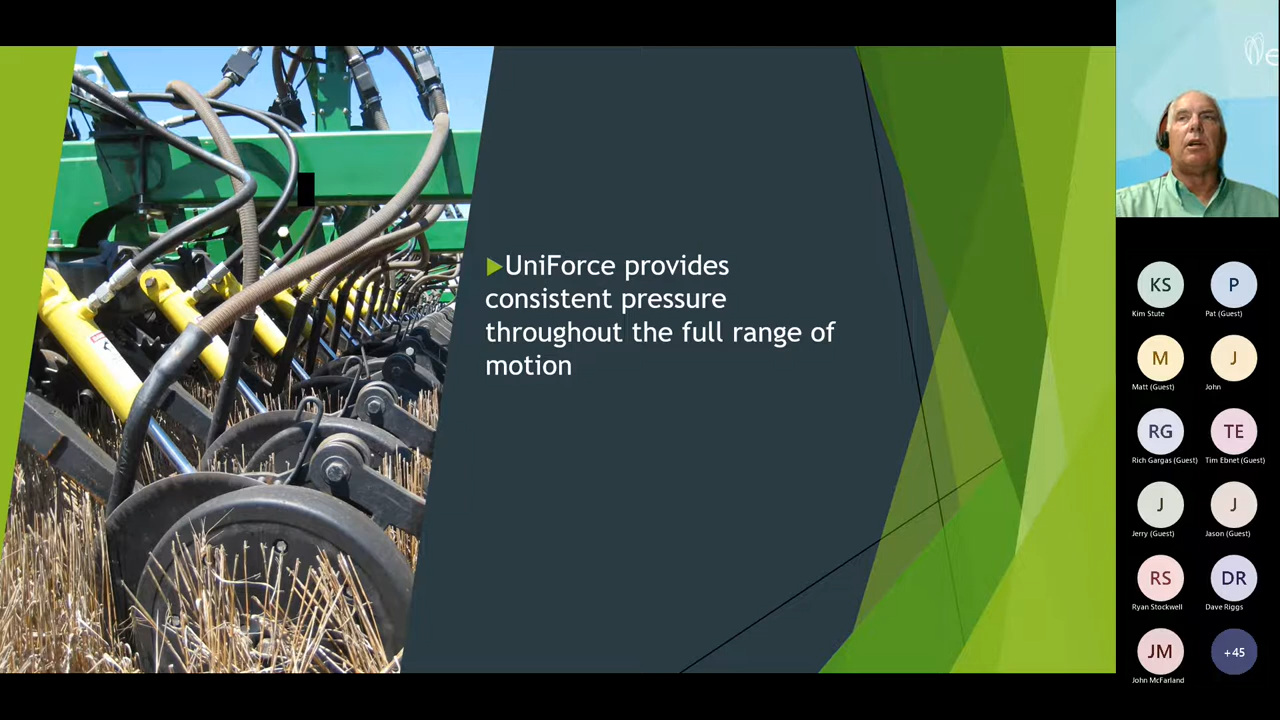 UniForce provides
consistent pressure
throughout the full range of
motion
KS
Kim Stute
P
Pat (Guest)
M
Matt (Guest)
J
John
RG
Rich Gargas (Guest)
TE
Tim Ebnet (Guest)
J
Jerry (Guest)
J
Jason (Guest)
RS
Ryan Stockwell
DR
Dave Riggs
JM
John McFarland
+45